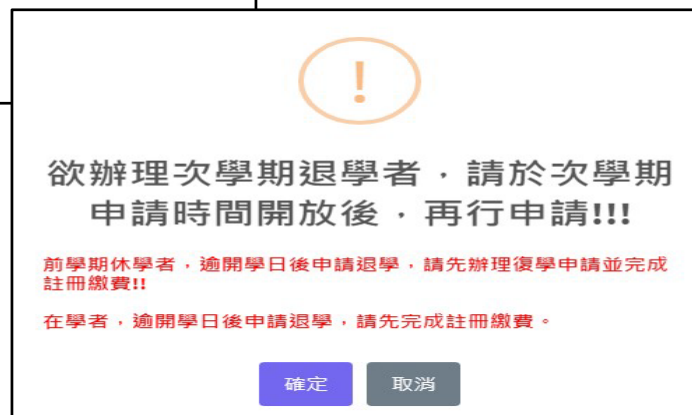 !
欲辦理次學期退學者,請於次學期
申請時間開放後,再行申請!!!
前學期休學者,逾開學日後申請退學,請先辦理復學申請並完成
註冊繳費!!
在學者,逾開學日後申請退學,請先完成註冊繳費。
確定
取消